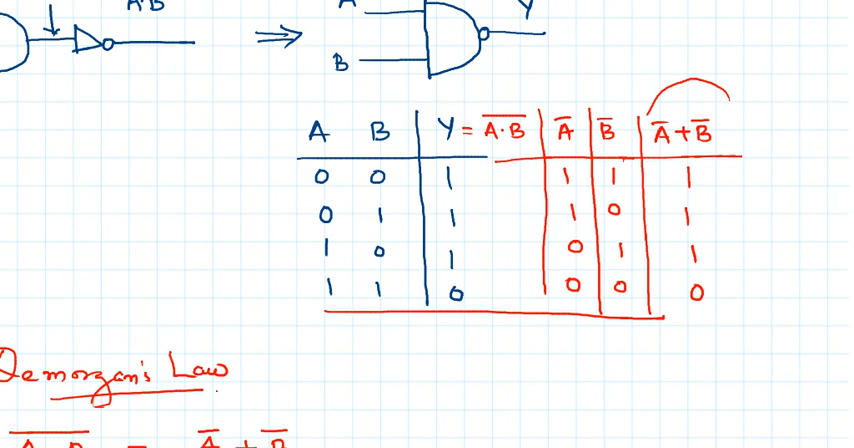 A·B
A
Y
B
A B Y = A̅·̅B̅ A̅ B̅ A̅ + B̅
0 0 1 1 1 1
0 1 1 1 0 1
1 0 1 0 1 1
1 1 0 0 0 0
Demorgan's Law
A̅·̅B̅ = A̅ + B̅